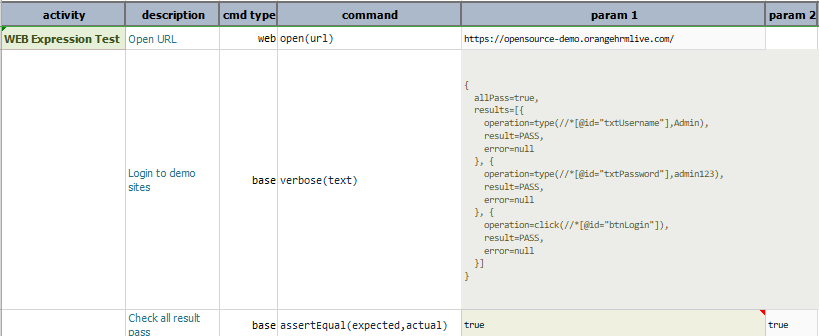 activity description cmd type command param 1 param 2
WEB Expression Test Open URL web open(url) https://opensource-demo.orangehrmlive.com/
Login to demo sites base verbose(text)
{
allPass=true,
results=[{
operation=type(//*[@id="txtUsername"],Admin),
result=PASS,
error=null
}, {
operation=type(//*[@id="txtPassword"],admin123),
result=PASS,
error=null
}, {
operation=click(//*[@id="btnLogin"]),
result=PASS,
error=null
}]
}
Check all result pass base assertEqual(expected,actual) true true